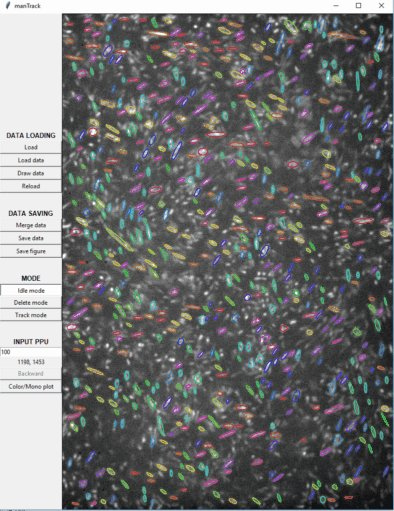 manTrack
DATA LOADING
Load
Load data
Draw data
Reload
DATA SAVING
Merge data
Save data
Save figure
MODE
Idle mode
Delete mode
Track mode
INPUT PPU
100
1198, 1453
Backward
Color/Mono plot